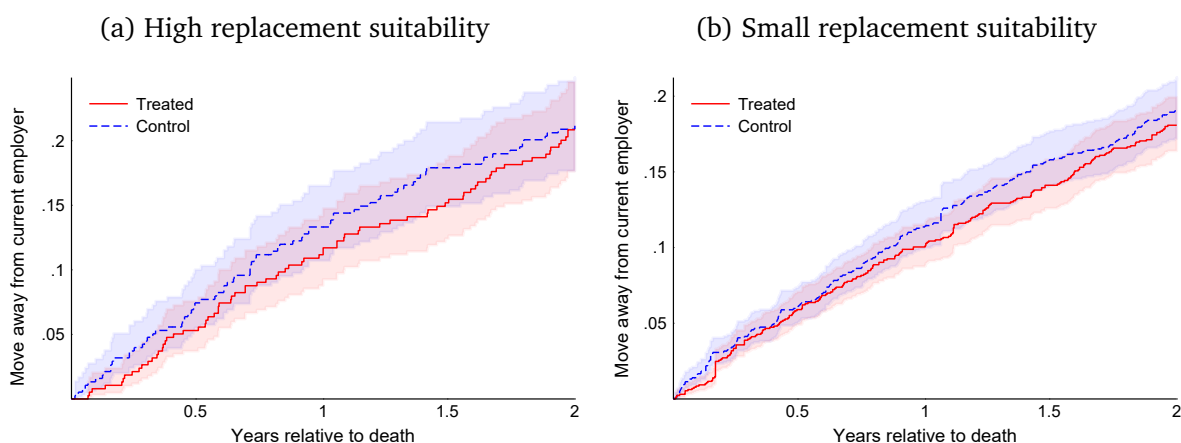 (a) High replacement suitability
Move away from current employer
.2
.15
.1
.05
Treated
Control
0.5
1
1.5
2
Years relative to death
(b) Small replacement suitability
Move away from current employer
.2
.15
.1
.05
Treated
Control
0.5
1
1.5
2
Years relative to death